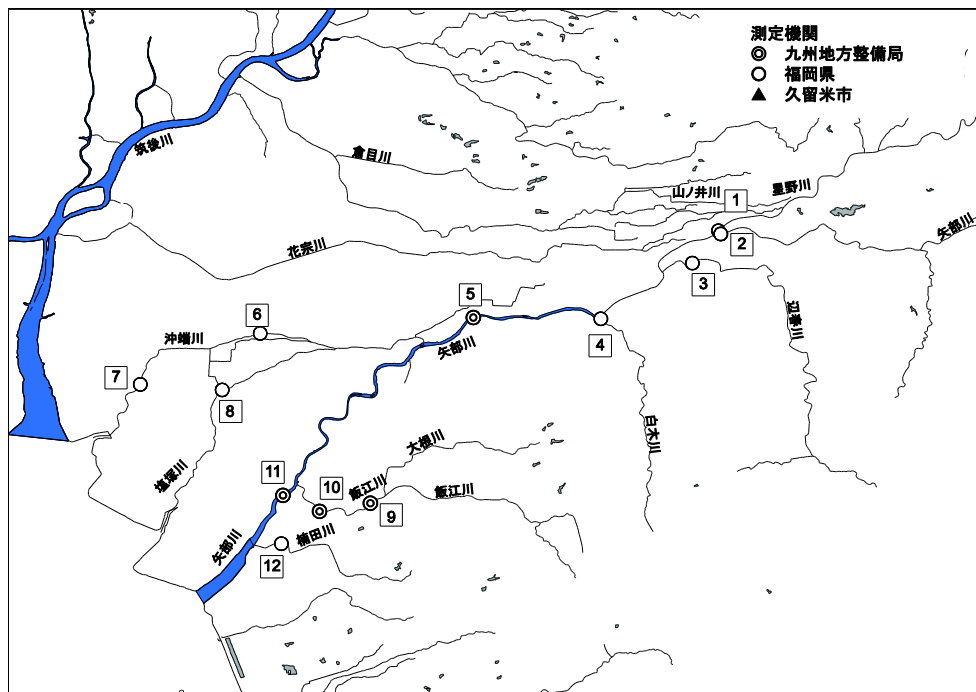 測定機関
◎ 九州地方整備局
○ 福岡県
▲ 久留米市
筑後川
倉目川
山ノ井川
1
星野川
矢部川
2
花宗川
3
辺春川
5
6
沖端川
矢部川
4
7
8
白木川
大根川
塩塚川
11
10
飯江川
飯江川
9
矢部川
楠田川
12